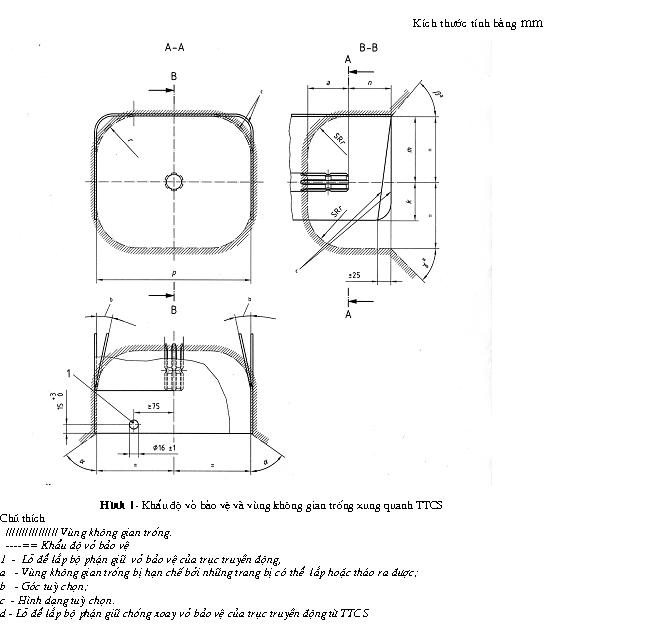 Kích thước tính bằng mm
A-A
B-B
A
B
a
n
c
β°
r
SRr
m
=
k
SRr
=
c
γ°
p
≥25
B
A
b
b
1
+3
15 0
≥75
Ø16 ±1
α
=
=
α
Hình 1- Khẩu độ vỏ bảo vệ và vùng không gian trống xung quanh TTCS
Chú thích
//////////////// Vùng không gian trống.
----== Khẩu độ vỏ bảo vệ
1 - Lỗ để lắp bộ phận giữ vỏ bảo vệ của trục truyền động,
a - Vùng không gian trống bị hạn chế bởi những trang bị có thể lắp hoặc tháo ra được;
b - Góc tuỳ chọn;
c - Hình dạng tuỳ chọn.
d - Lỗ để lắp bộ phận giữ chống xoay vỏ bảo vệ của trục truyền động từ TTCS